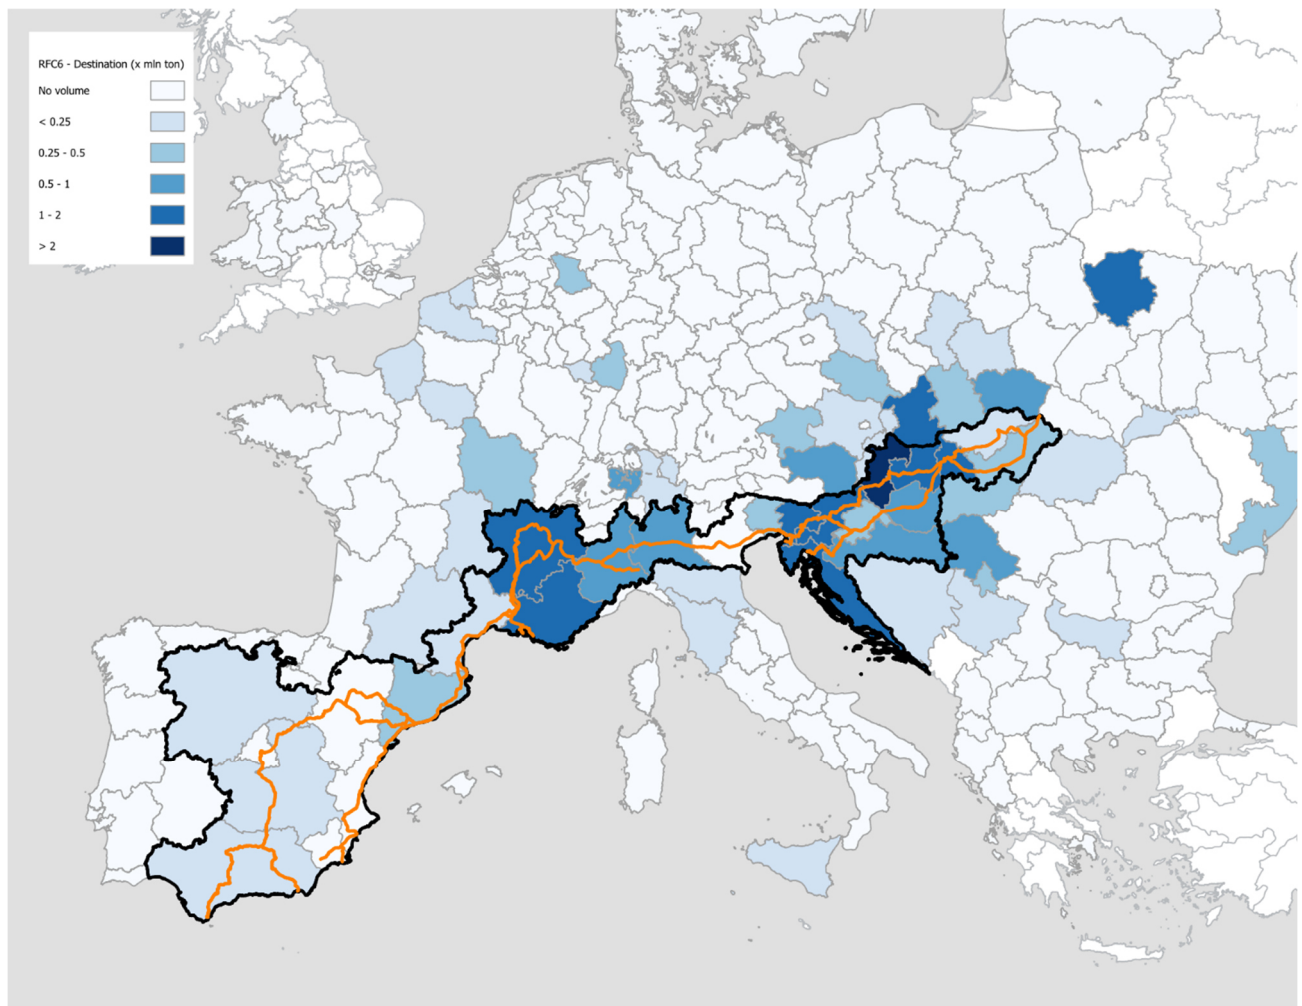 RFC6 - Destination (x mln ton)
No volume
< 0.25
0.25 - 0.5
0.5 - 1
1 - 2
> 2